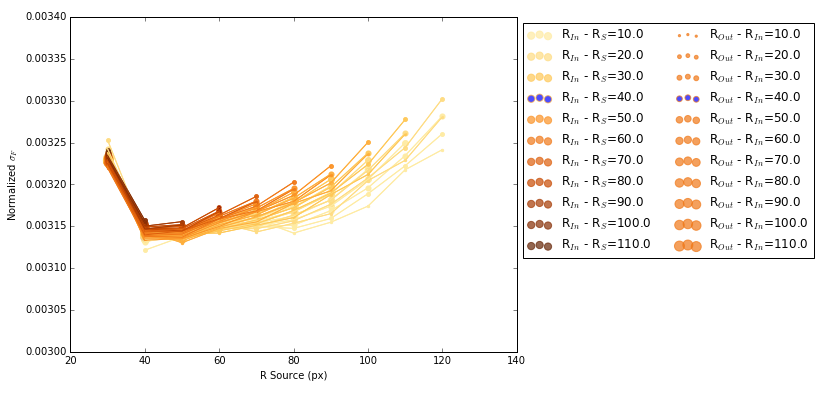 0.00340
0.00335
0.00330
0.00325
0.00320
0.00315
0.00310
0.00305
0.00300
Normalized σF
20 40 60 80 100 120 140
R Source (px)
RIn - RS=10.0 ROut - RIn=10.0
RIn - RS=20.0 ROut - RIn=20.0
RIn - RS=30.0 ROut - RIn=30.0
RIn - RS=40.0 ROut - RIn=40.0
RIn - RS=50.0 ROut - RIn=50.0
RIn - RS=60.0 ROut - RIn=60.0
RIn - RS=70.0 ROut - RIn=70.0
RIn - RS=80.0 ROut - RIn=80.0
RIn - RS=90.0 ROut - RIn=90.0
RIn - RS=100.0 ROut - RIn=100.0
RIn - RS=110.0 ROut - RIn=110.0